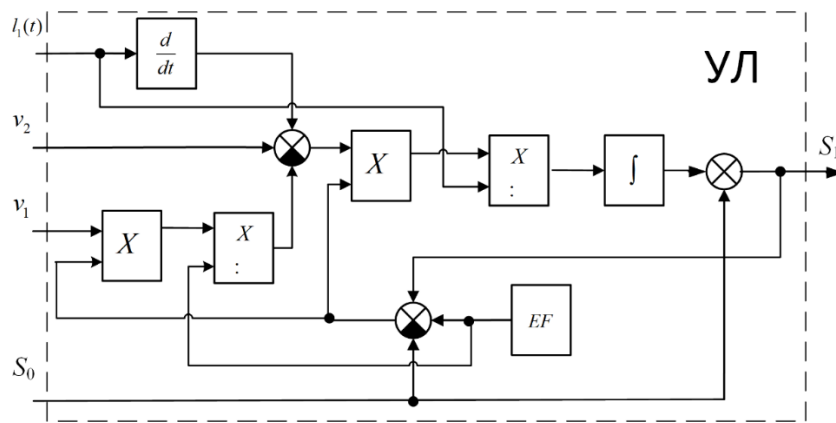 l₁(t)
d
dt
УЛ
v₂
X
X
:
∫
S₁
v₁
X
X
:
EF
S₀